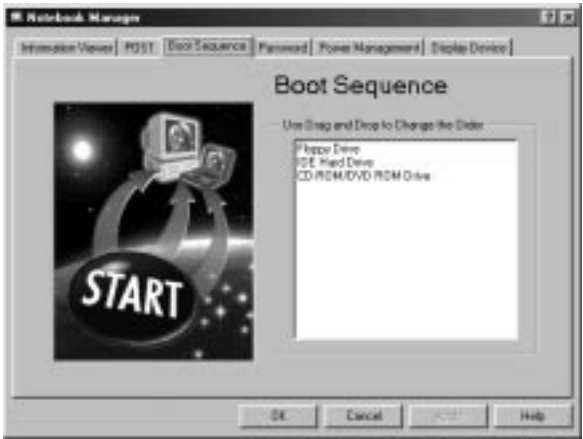 Notebook Manager
Information Viewer POST Boot Sequence Password Power Management Display Device
Boot Sequence
Use Drag and Drop to Change the Order
Floppy Drive
IDE Hard Drive
CD-ROM/DVD ROM Drive
START
OK Cancel Help